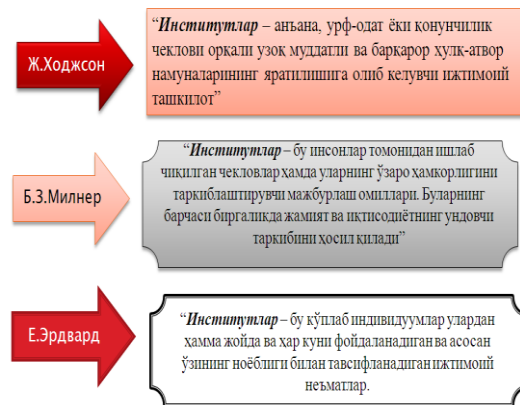 Ж.Ходжсон
“Институтлар – анъана, урф-одат ёки қонунчилик
чеклови орқали узоқ муддатли ва барқарор хулқ-атвор
намуналарининг яратилишига олиб келувчи ижтимоий
ташкилот”
Б.З.Милнер
“Институтлар – бу инсонлар томонидан ишлаб
чиқилган чекловлар ҳамда уларнинг ўзаро ҳамкорлигини
таркиблаштирувчи мажбурлаш омиллари. Буларнинг
барчаси биргаликда жамият ва иқтисодиётнинг ундовчи
таркибини ҳосил қилади”
Е.Эрдвард
“Институтлар – бу кўплаб индивидуумлар улардан
ҳамма жойда ва ҳар куни фойдаланадиган ва асосан
ўзининг ноёблиги билан тавсифланадиган ижтимоий
неъматлар.